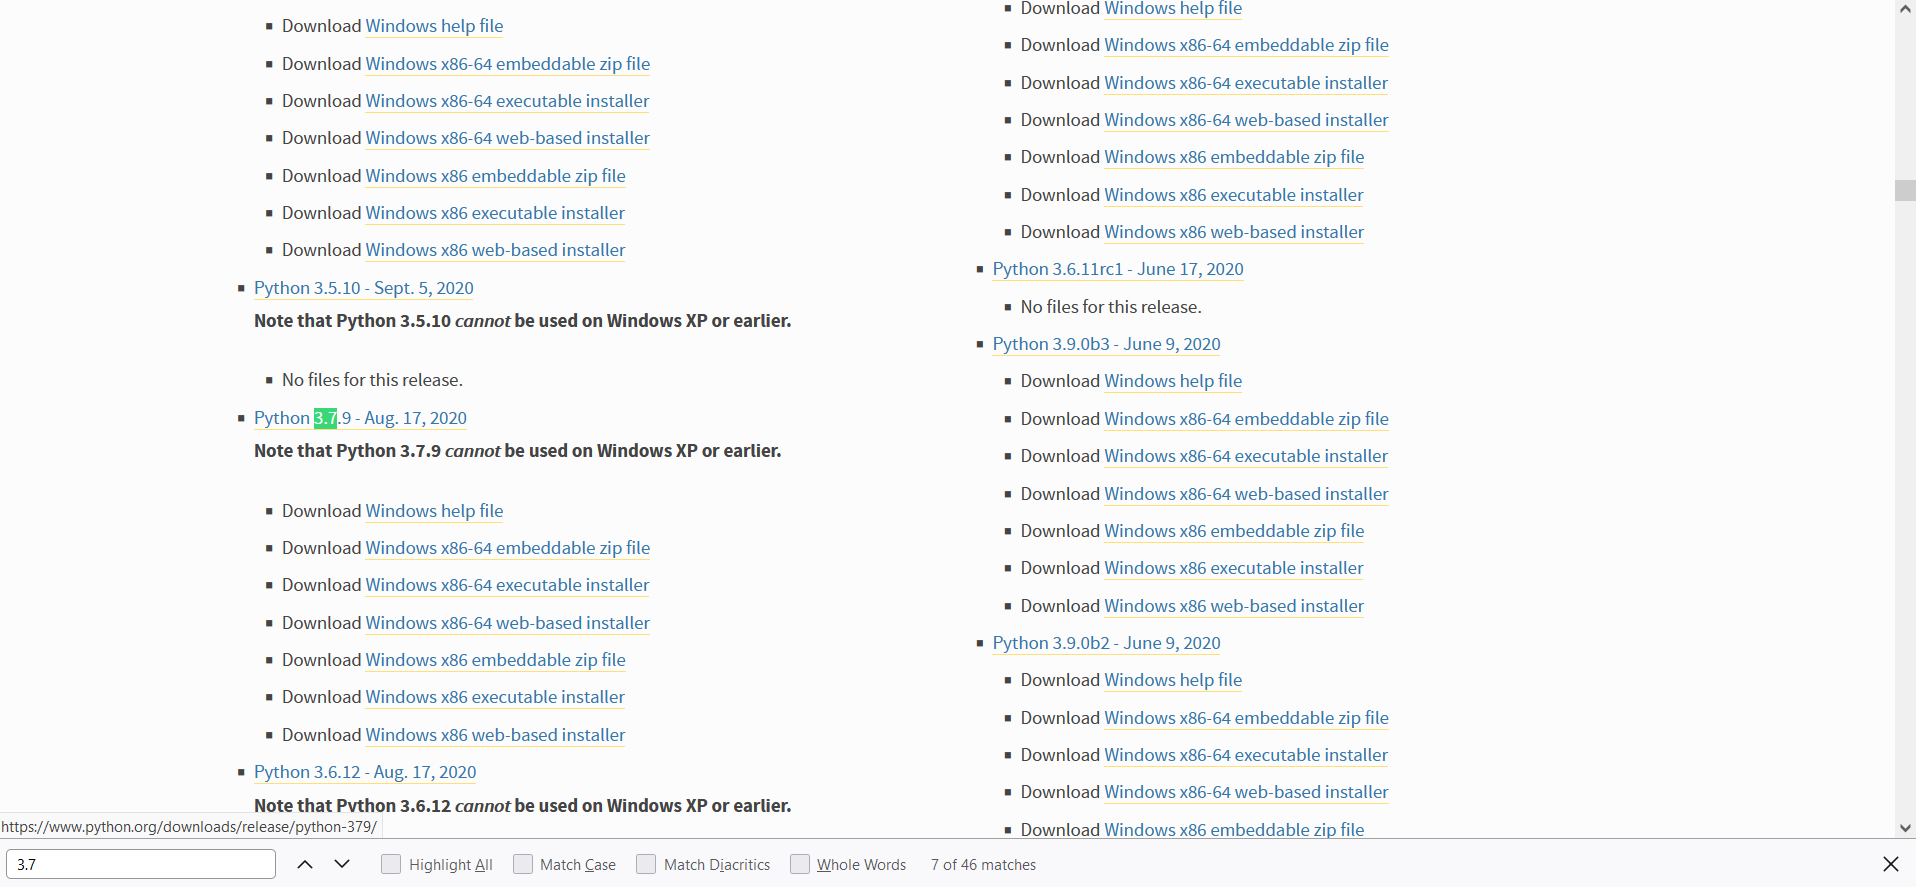 Download Windows help file
Download Windows x86-64 embeddable zip file
Download Windows x86-64 executable installer
Download Windows x86-64 web-based installer
Download Windows x86 embeddable zip file
Download Windows x86 executable installer
Download Windows x86 web-based installer
Python 3.5.10 - Sept. 5, 2020
Note that Python 3.5.10 cannot be used on Windows XP or earlier.
No files for this release.
Python 3.7.9 - Aug. 17, 2020
Note that Python 3.7.9 cannot be used on Windows XP or earlier.
Download Windows help file
Download Windows x86-64 embeddable zip file
Download Windows x86-64 executable installer
Download Windows x86-64 web-based installer
Download Windows x86 embeddable zip file
Download Windows x86 executable installer
Download Windows x86 web-based installer
Python 3.6.12 - Aug. 17, 2020
Note that Python 3.6.12 cannot be used on Windows XP or earlier.
Download Windows help file
Download Windows x86-64 embeddable zip file
Download Windows x86-64 executable installer
Download Windows x86-64 web-based installer
Download Windows x86 embeddable zip file
Download Windows x86 executable installer
Download Windows x86 web-based installer
Python 3.6.11rc1 - June 17, 2020
No files for this release.
Python 3.9.0b3 - June 9, 2020
Download Windows help file
Download Windows x86-64 embeddable zip file
Download Windows x86-64 executable installer
Download Windows x86-64 web-based installer
Download Windows x86 embeddable zip file
Download Windows x86 executable installer
Download Windows x86 web-based installer
Python 3.9.0b2 - June 9, 2020
Download Windows help file
Download Windows x86-64 embeddable zip file
Download Windows x86-64 executable installer
Download Windows x86-64 web-based installer
Download Windows x86 embeddable zip file
https://www.python.org/downloads/release/python-379/
3.7 Highlight All Match Case Match Diacritics Whole Words 7 of 46 matches